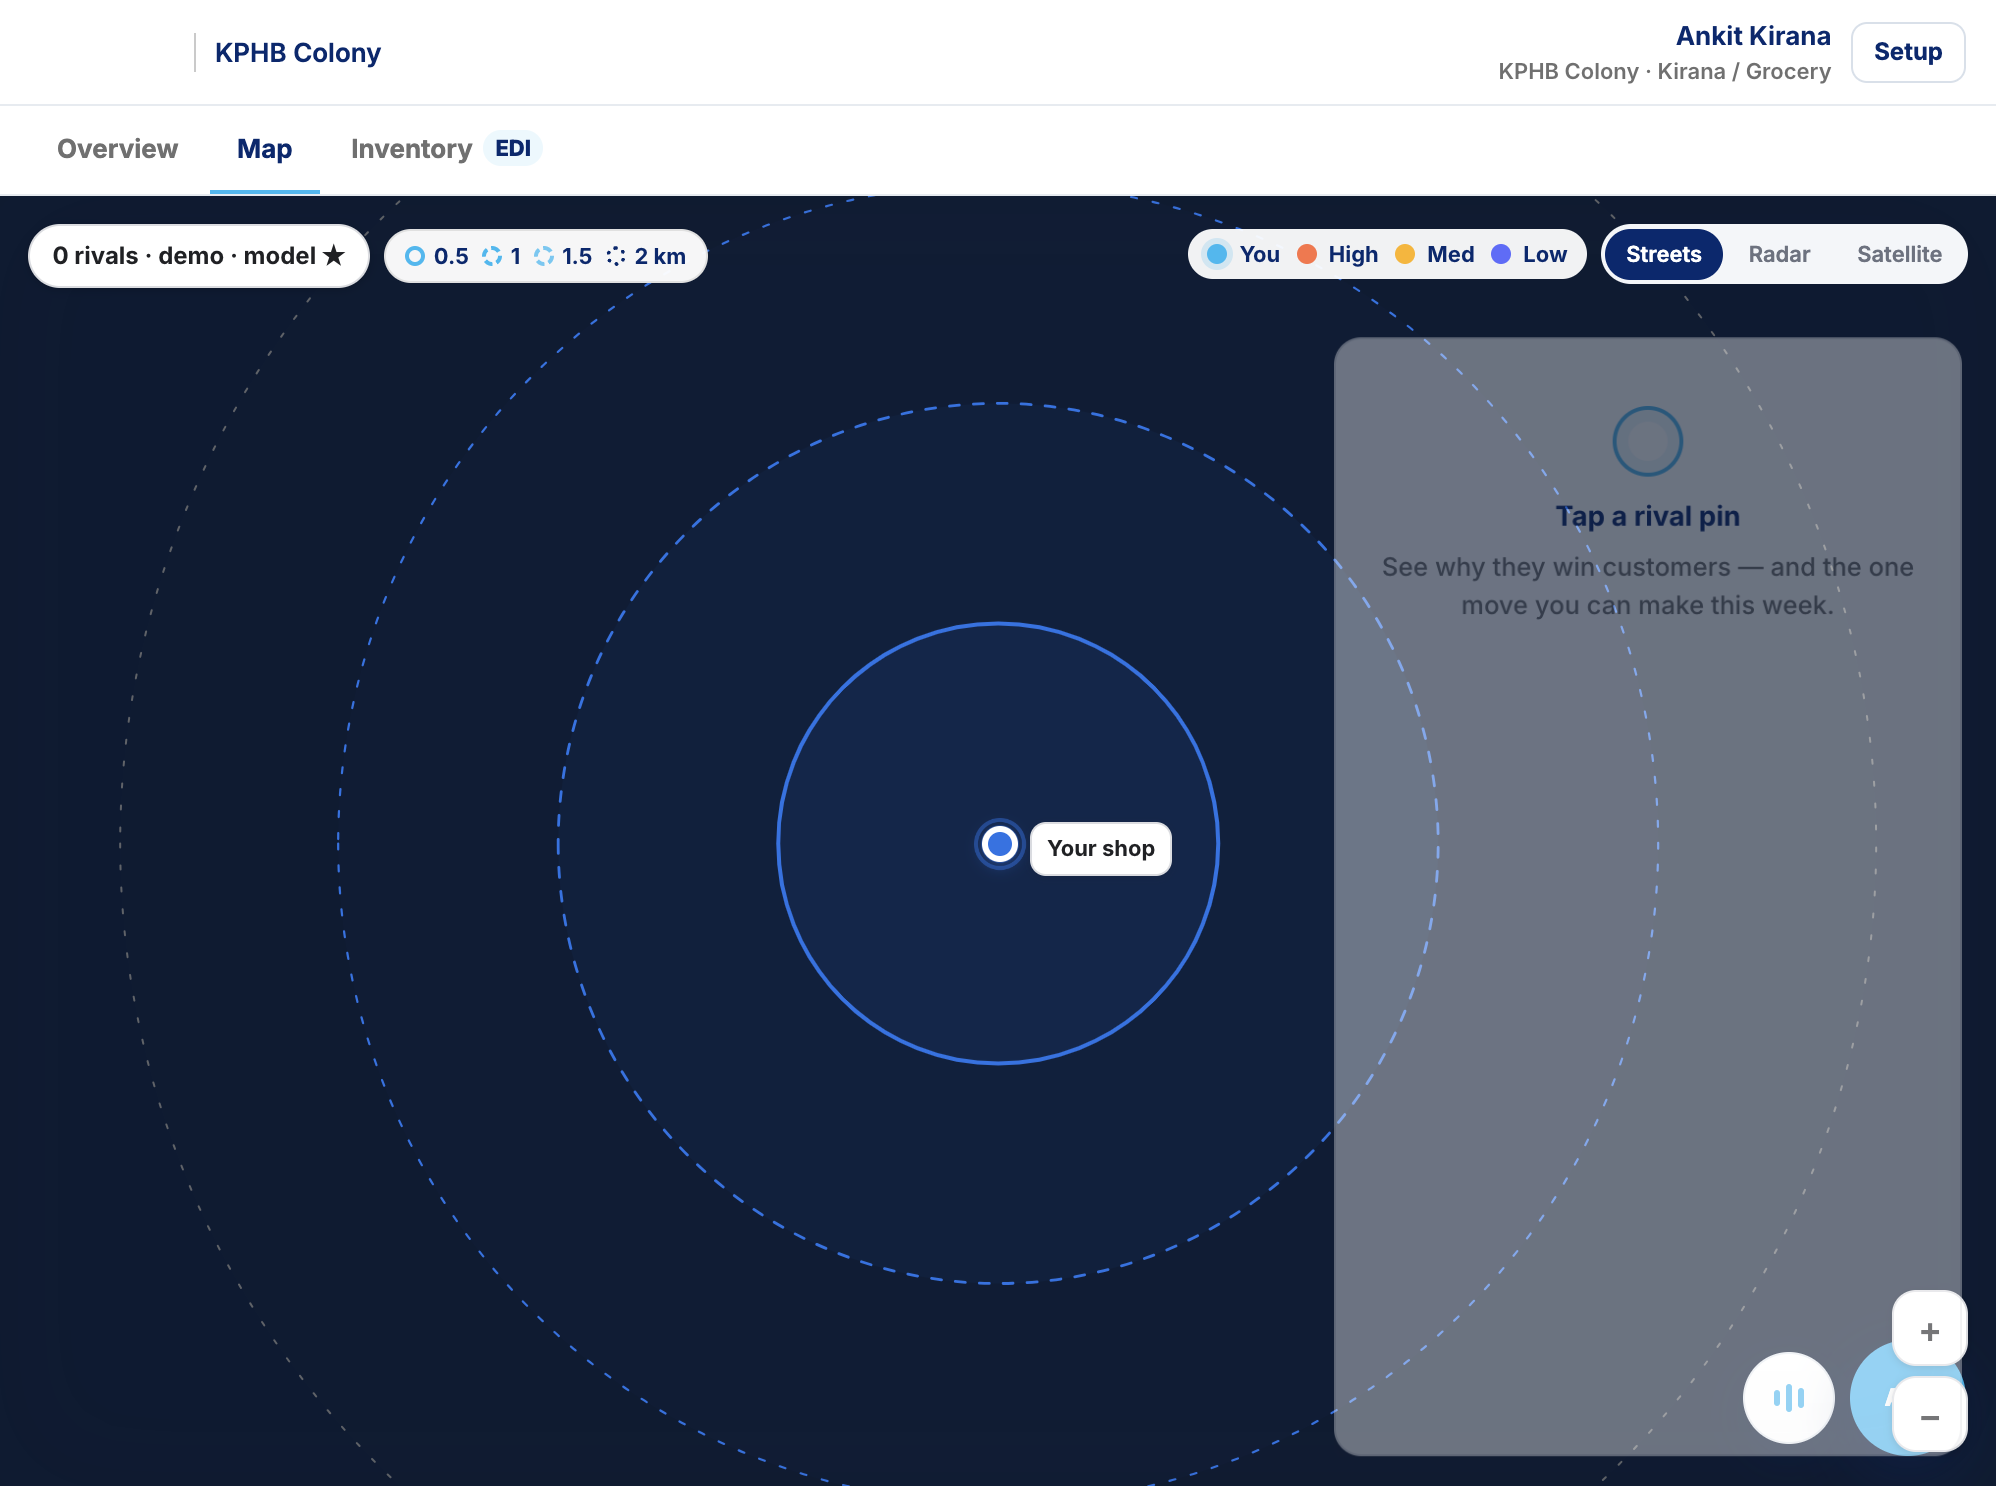 KPHB Colony
Ankit Kirana
KPHB Colony · Kirana / Grocery
Setup
Overview
Map
Inventory EDI
0 rivals · demo · model ★
0.5 1 1.5 2 km
You High Med Low
Streets Radar Satellite
Tap a rival pin
See why they win customers — and the one
move you can make this week.
Your shop
+
−